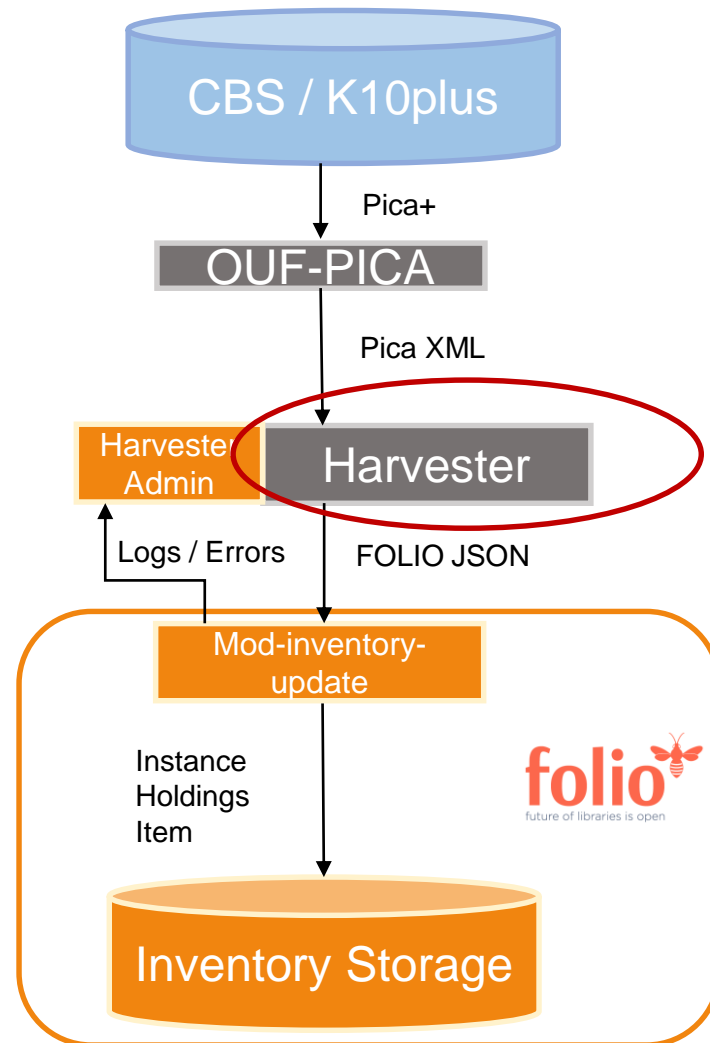 CBS / K10plus
Pica+
OUF-PICA
Pica XML
Harvester
Admin
Harvester
Logs / Errors
FOLIO JSON
Mod-inventory-
update
Instance
Holdings
Item
folio
future of libraries is open
Inventory Storage